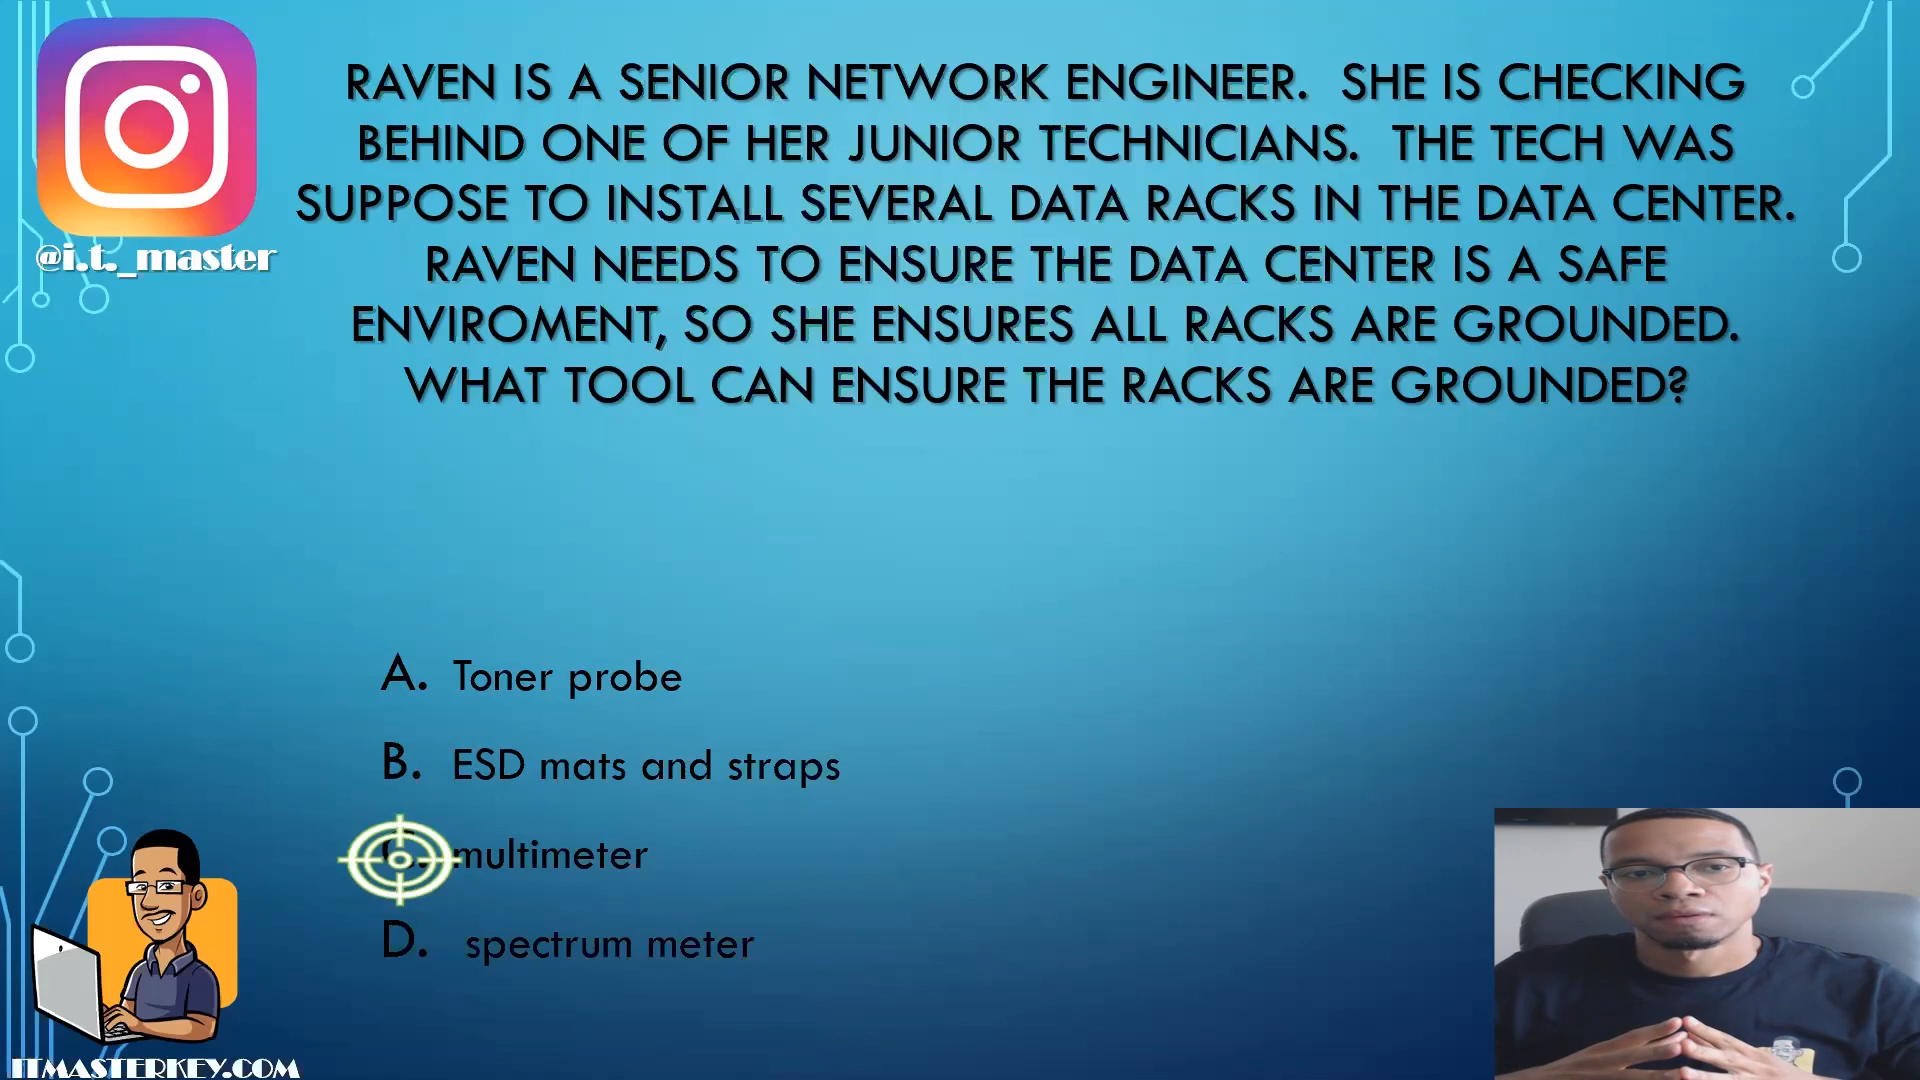 RAVEN IS A SENIOR NETWORK ENGINEER. SHE IS CHECKING
BEHIND ONE OF HER JUNIOR TECHNICIANS. THE TECH WAS
SUPPOSE TO INSTALL SEVERAL DATA RACKS IN THE DATA CENTER.
RAVEN NEEDS TO ENSURE THE DATA CENTER IS A SAFE
ENVIROMENT, SO SHE ENSURES ALL RACKS ARE GROUNDED.
WHAT TOOL CAN ENSURE THE RACKS ARE GROUNDED?
@i.t._master
A. Toner probe
B. ESD mats and straps
C. multimeter
D. spectrum meter
ITMASTERKEY.COM